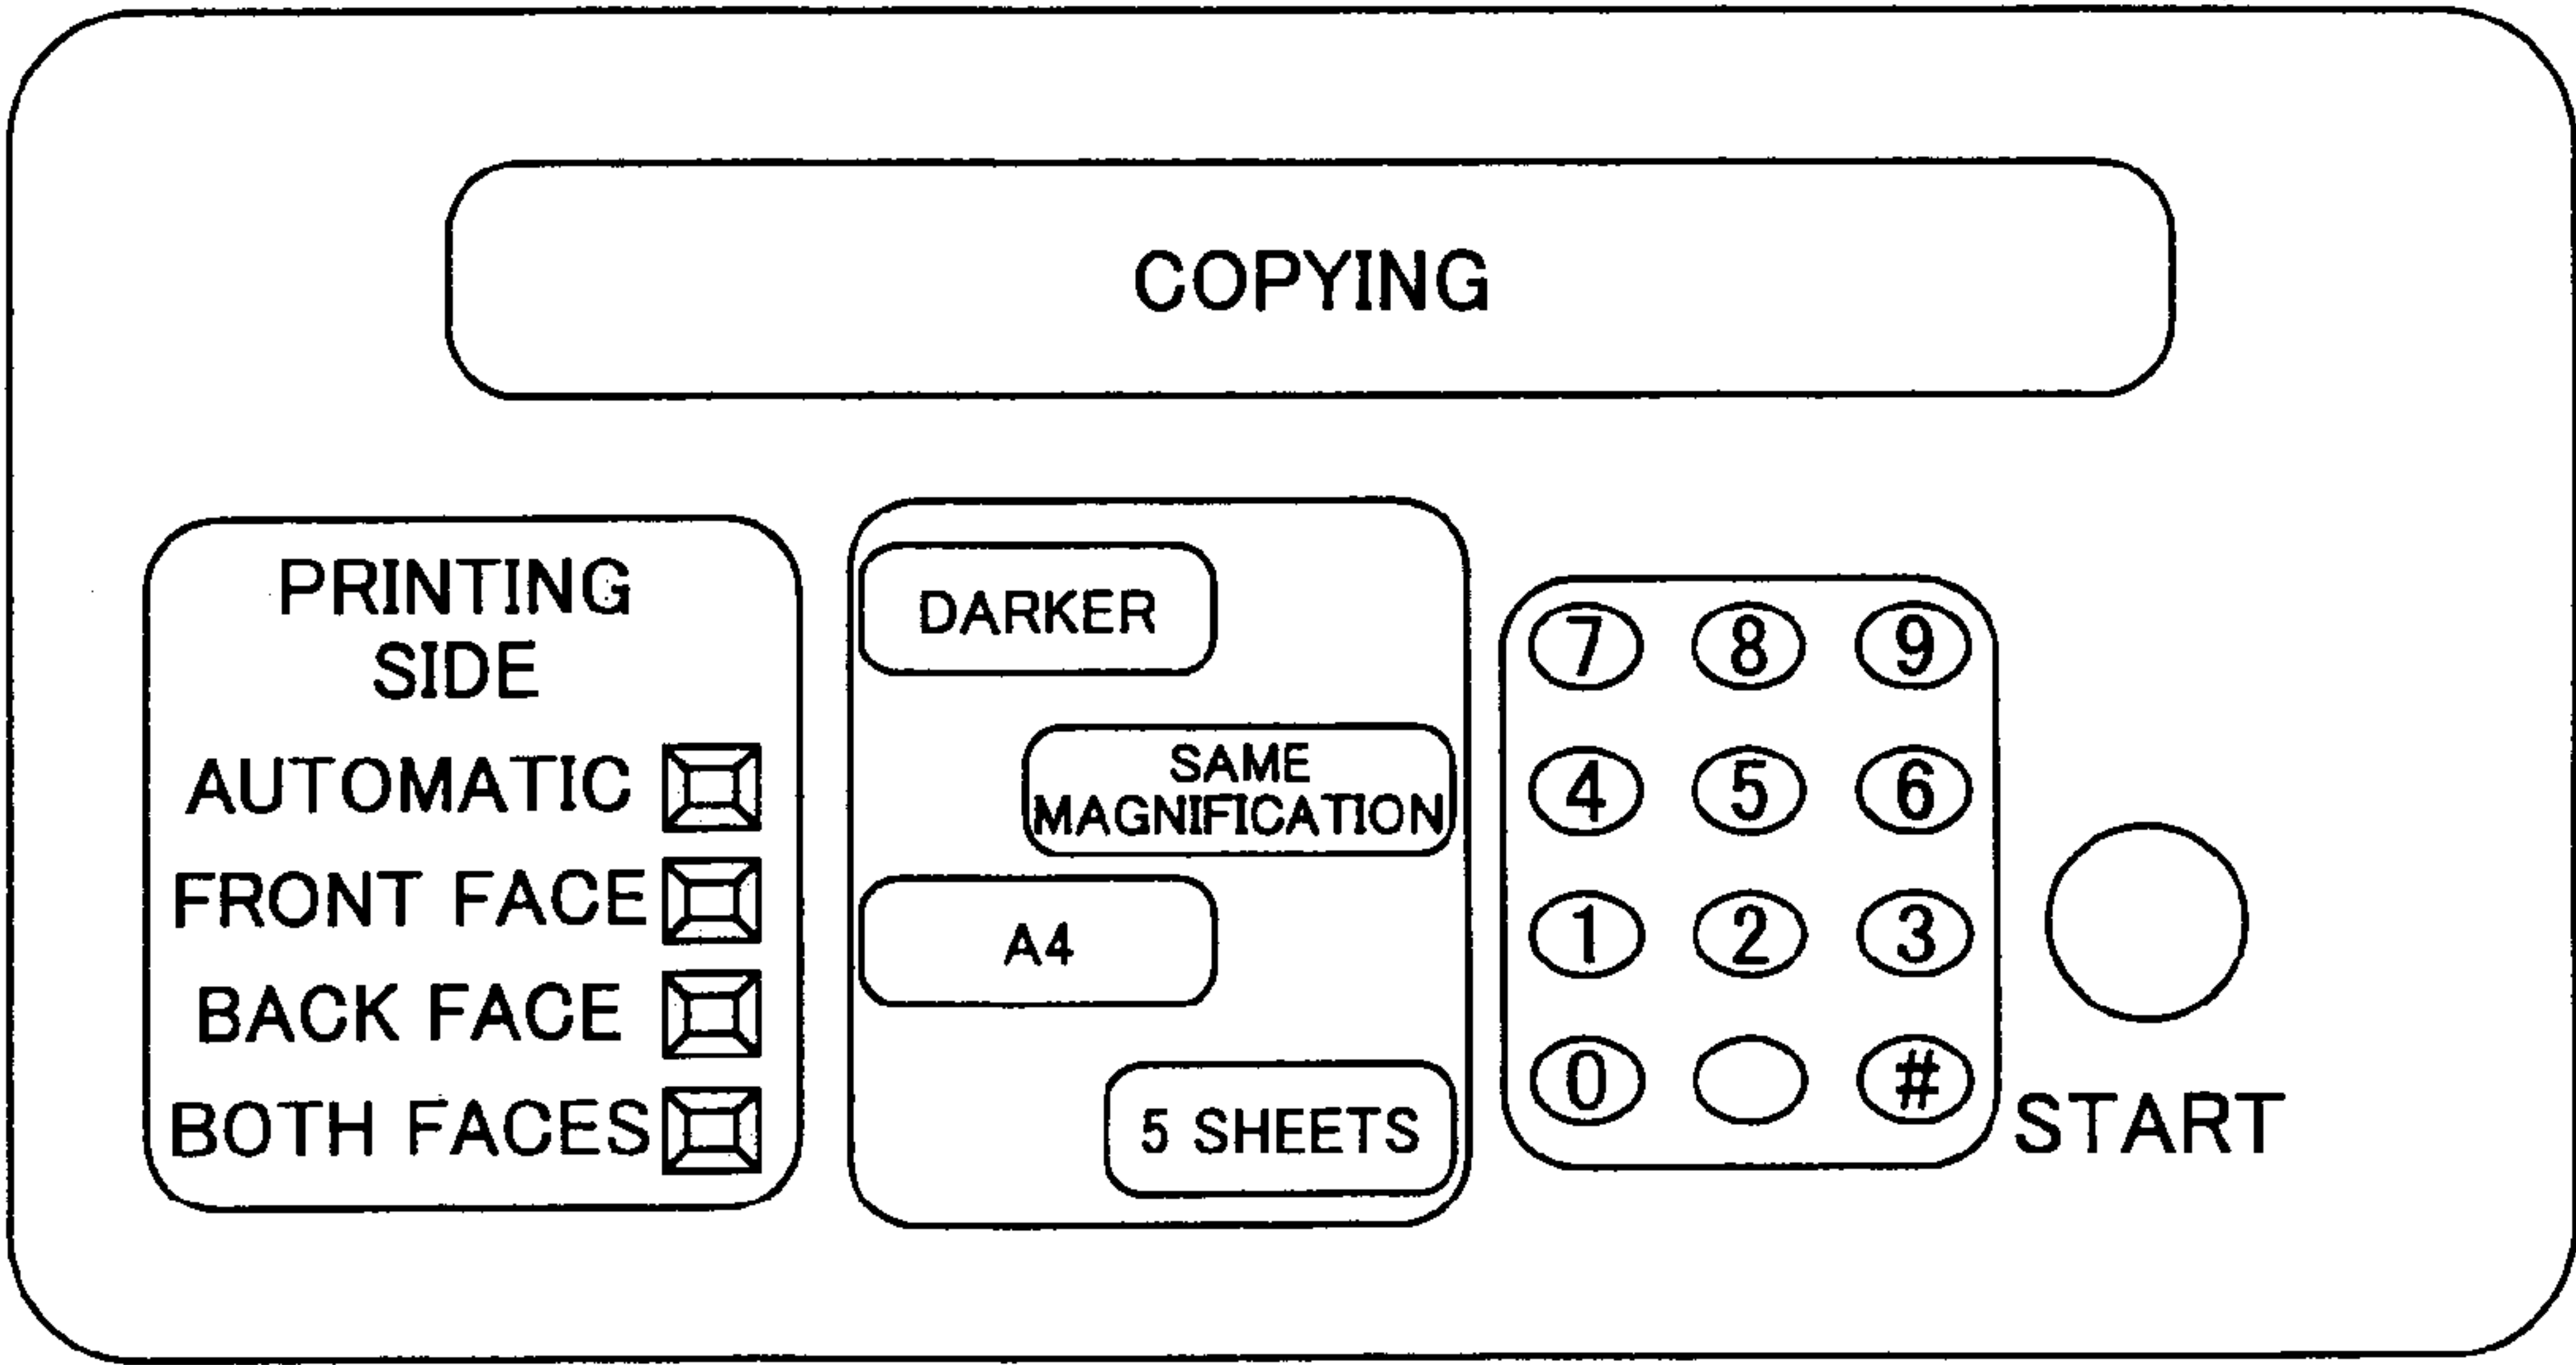 COPYING
PRINTING
SIDE
AUTOMATIC
FRONT FACE
BACK FACE
BOTH FACES
DARKER
SAME
MAGNIFICATION
A4
5 SHEETS
7 8 9
4 5 6
1 2 3
0 #
START